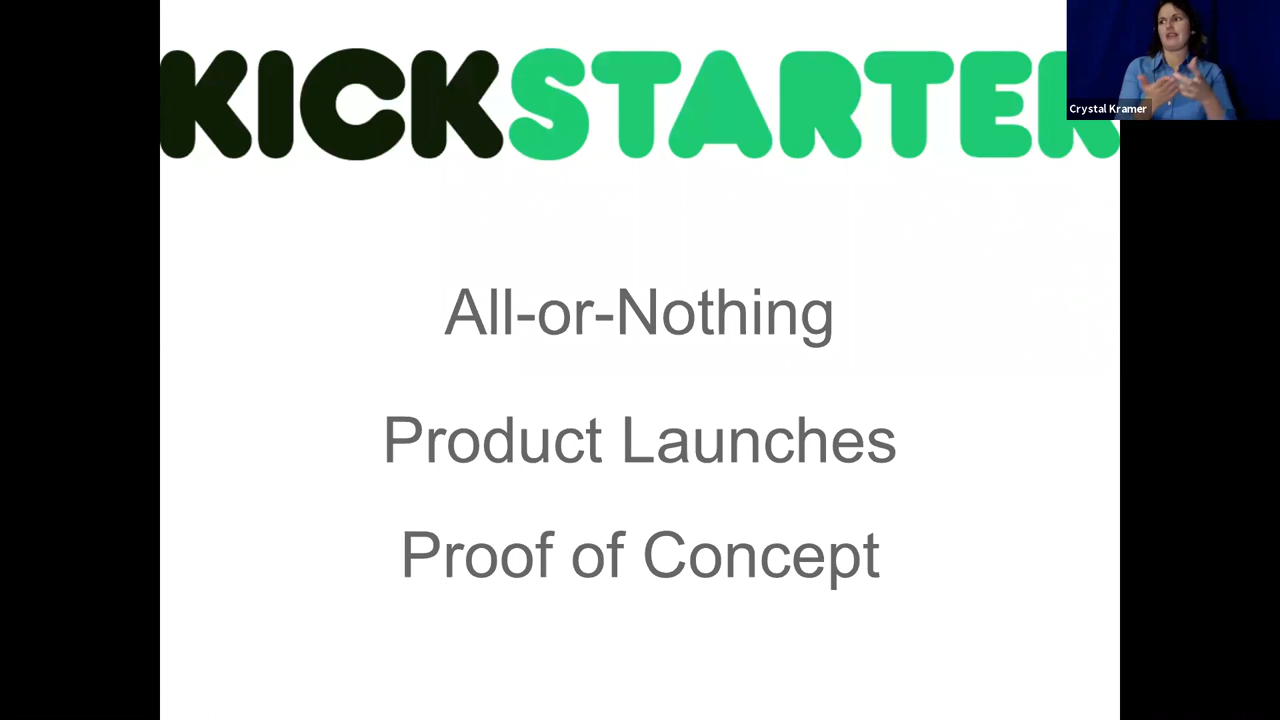 KICKSTARTER
Crystal Kramer
All-or-Nothing
Product Launches
Proof of Concept